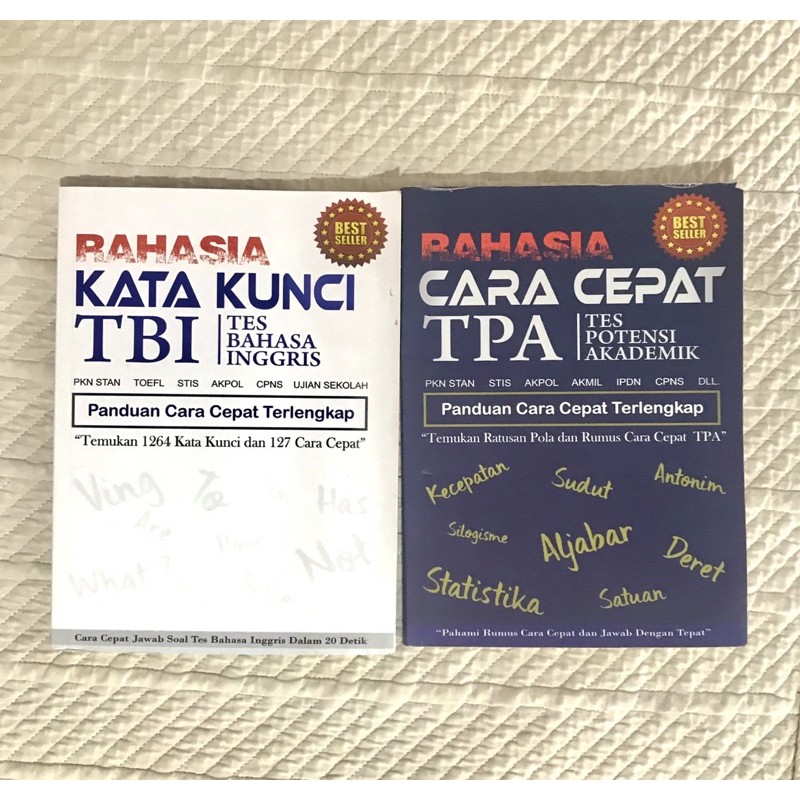 RAHASIA
BEST
SELLER
KATA KUNCI
TBI
TES
BAHASA
INGGRIS
PKN STAN TOEFL STIS AKPOL CPNS UJIAN SEKOLAH
Panduan Cara Cepat Terlengkap
“Temukan 1264 Kata Kunci dan 127 Cara Cepat”
Ving To Has
Are Have Not
What
Cara Cepat Jawab Soal Tes Bahasa Inggris Dalam 20 Detik
RAHASIA
BEST
SELLER
CARA CEPAT
TPA
TES
POTENSI
AKADEMIK
PKN STAN STIS AKPOL AKMIL IPDN CPNS DLL.
Panduan Cara Cepat Terlengkap
“Temukan Ratusan Pola dan Rumus Cara Cepat TPA”
Kecepatan Sudut Antonim
Silogisme Aljabar Deret
Statistika Satuan
“Pahami Rumus Cara Cepat dan Jawab Dengan Tepat”